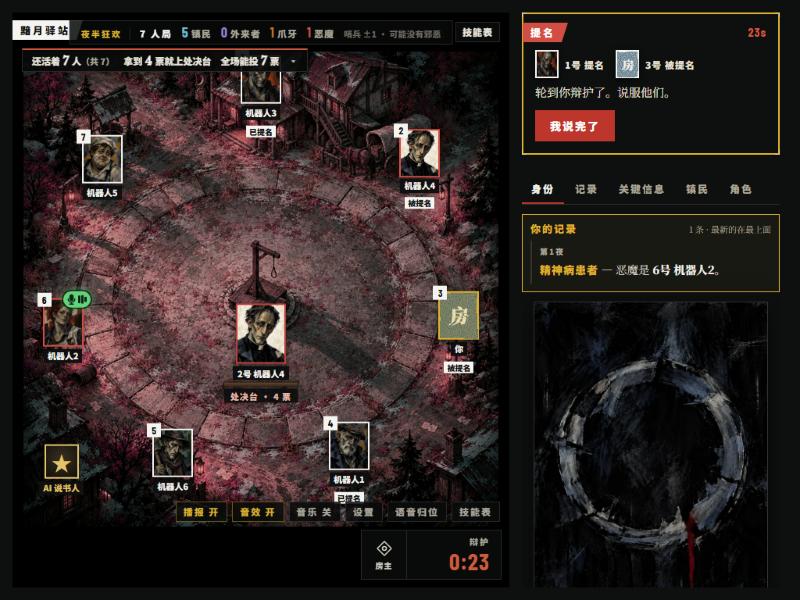 黯月驿站 夜半狂欢 7 人局 5 镇民 0 外来者 1 爪牙 1 恶魔 哨兵 ±1 · 可能没有邪恶 技能表
还活着 7 人 (共 7) 拿到 4 票就上处决台 全场能投 7 票
机器人3
已提名
7
机器人5
2
机器人4
被提名
3
房
你
被提名
6
机器人2
2号 机器人4
处决台 · 4 票
5
机器人6
4
机器人1
已提名
AI 说书人
播报 开 音效 开 音乐 关 设置 语音归位 技能表
房主
辩护
0:23
提名 23s
1号 提名 房 3号 被提名
轮到你辩护了。说服他们。
我说完了
身份 记录 关键信息 镇民 角色
你的记录 1 条 · 最新的在最上面
第 1 夜
精神病患者 — 恶魔是 6号 机器人2。